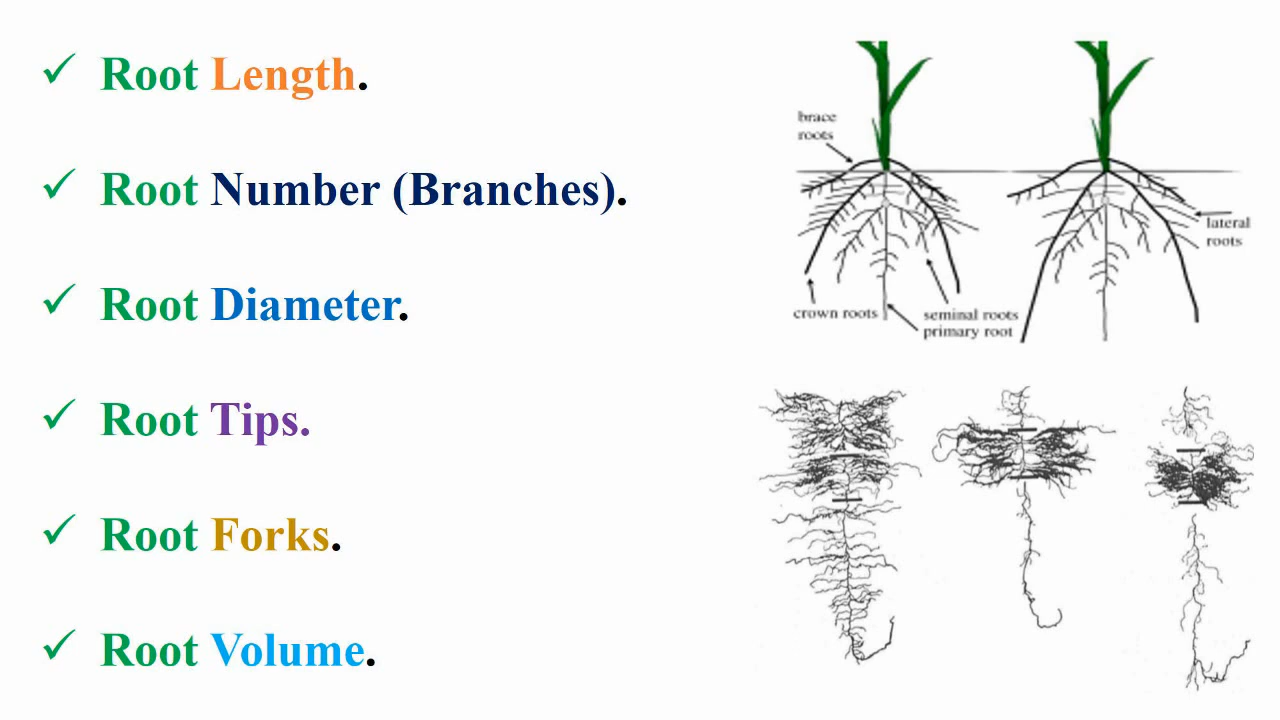 ✓ Root Length.
✓ Root Number (Branches).
✓ Root Diameter.
✓ Root Tips.
✓ Root Forks.
✓ Root Volume.
brace
roots
lateral
roots
crown roots
seminal roots
primary root